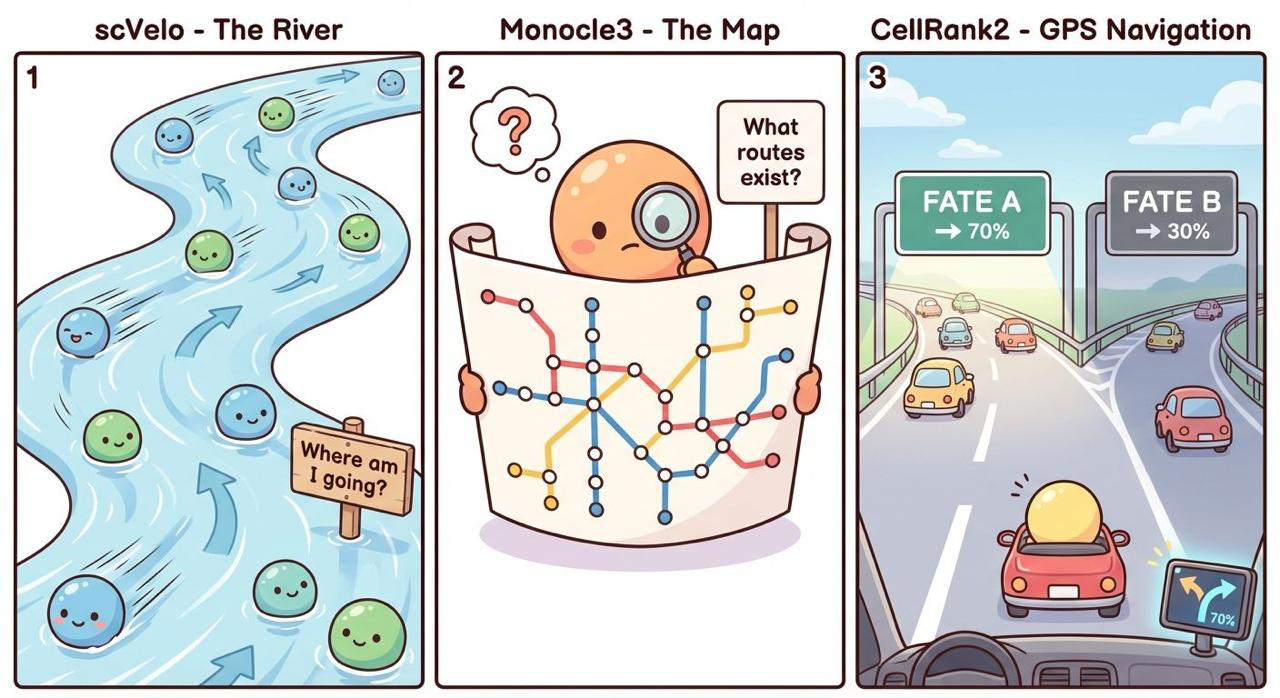 scVelo - The River
1
Where am
I going?
Monocle3 - The Map
2
?
What
routes
exist?
CellRank2 - GPS Navigation
3
FATE A
→ 70%
FATE B
→ 30%
70%